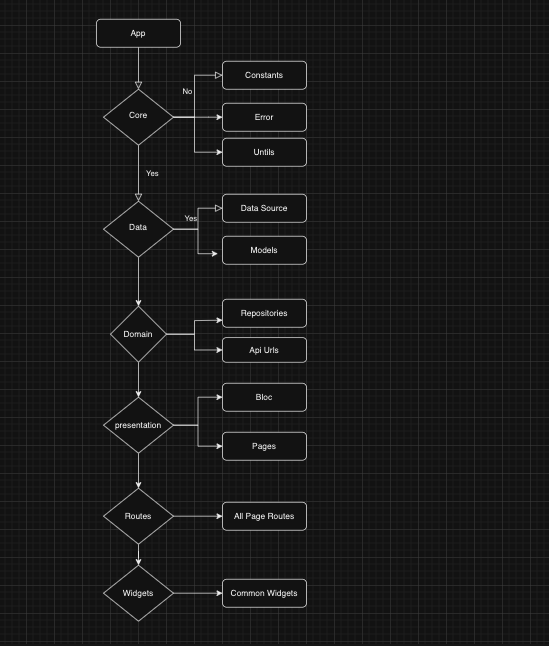 App
Constants
No
Core
Error
Untils
Yes
Data Source
Yes
Data
Models
Repositories
Domain
Api Urls
Bloc
presentation
Pages
Routes
All Page Routes
Widgets
Common Widgets